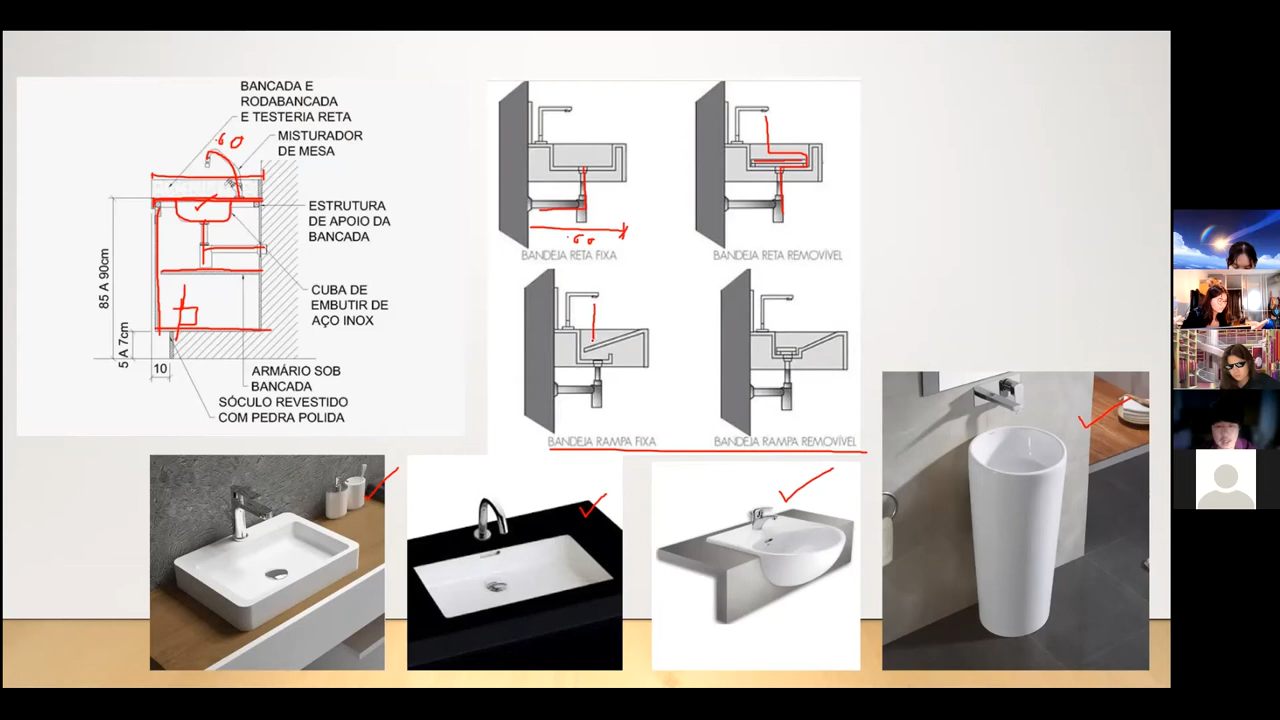 BANCADA E
RODABANCADA
E TESTERIA RETA
.60
MISTURADOR
DE MESA
ESTRUTURA
DE APOIO DA
BANCADA
85 A 90cm
CUBA DE
EMBUTIR DE
AÇO INOX
5 A 7cm
10
ARMÁRIO SOB
BANCADA
SÓCULO REVESTIDO
COM PEDRA POLIDA
.60
BANDEJA RETA FIXA
BANDEJA RETA REMOVÍVEL
BANDEJA RAMPA FIXA
BANDEJA RAMPA REMOVÍVEL